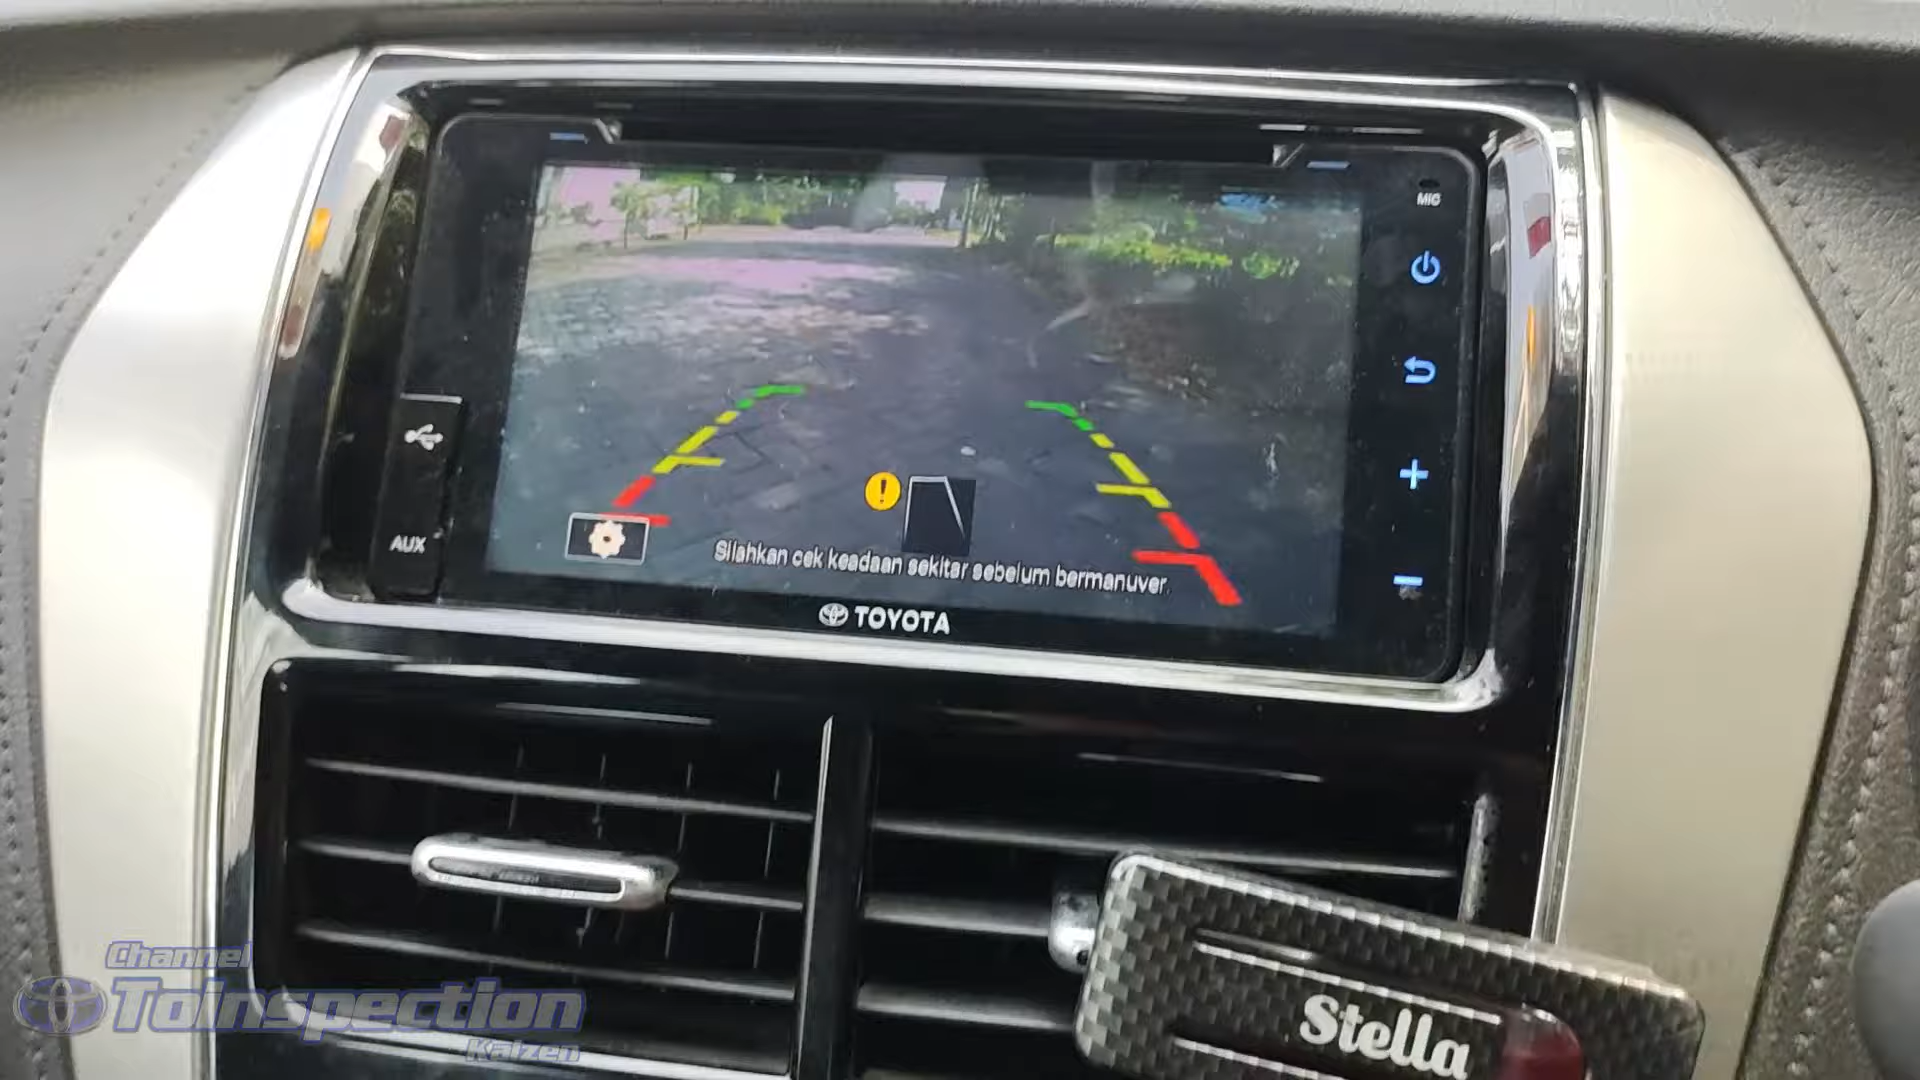 MIC
AUX
Silahkan cek keadaan sekitar sebelum bermanuver.
TOYOTA
Stella
Channel
ToInspection
Kaizen